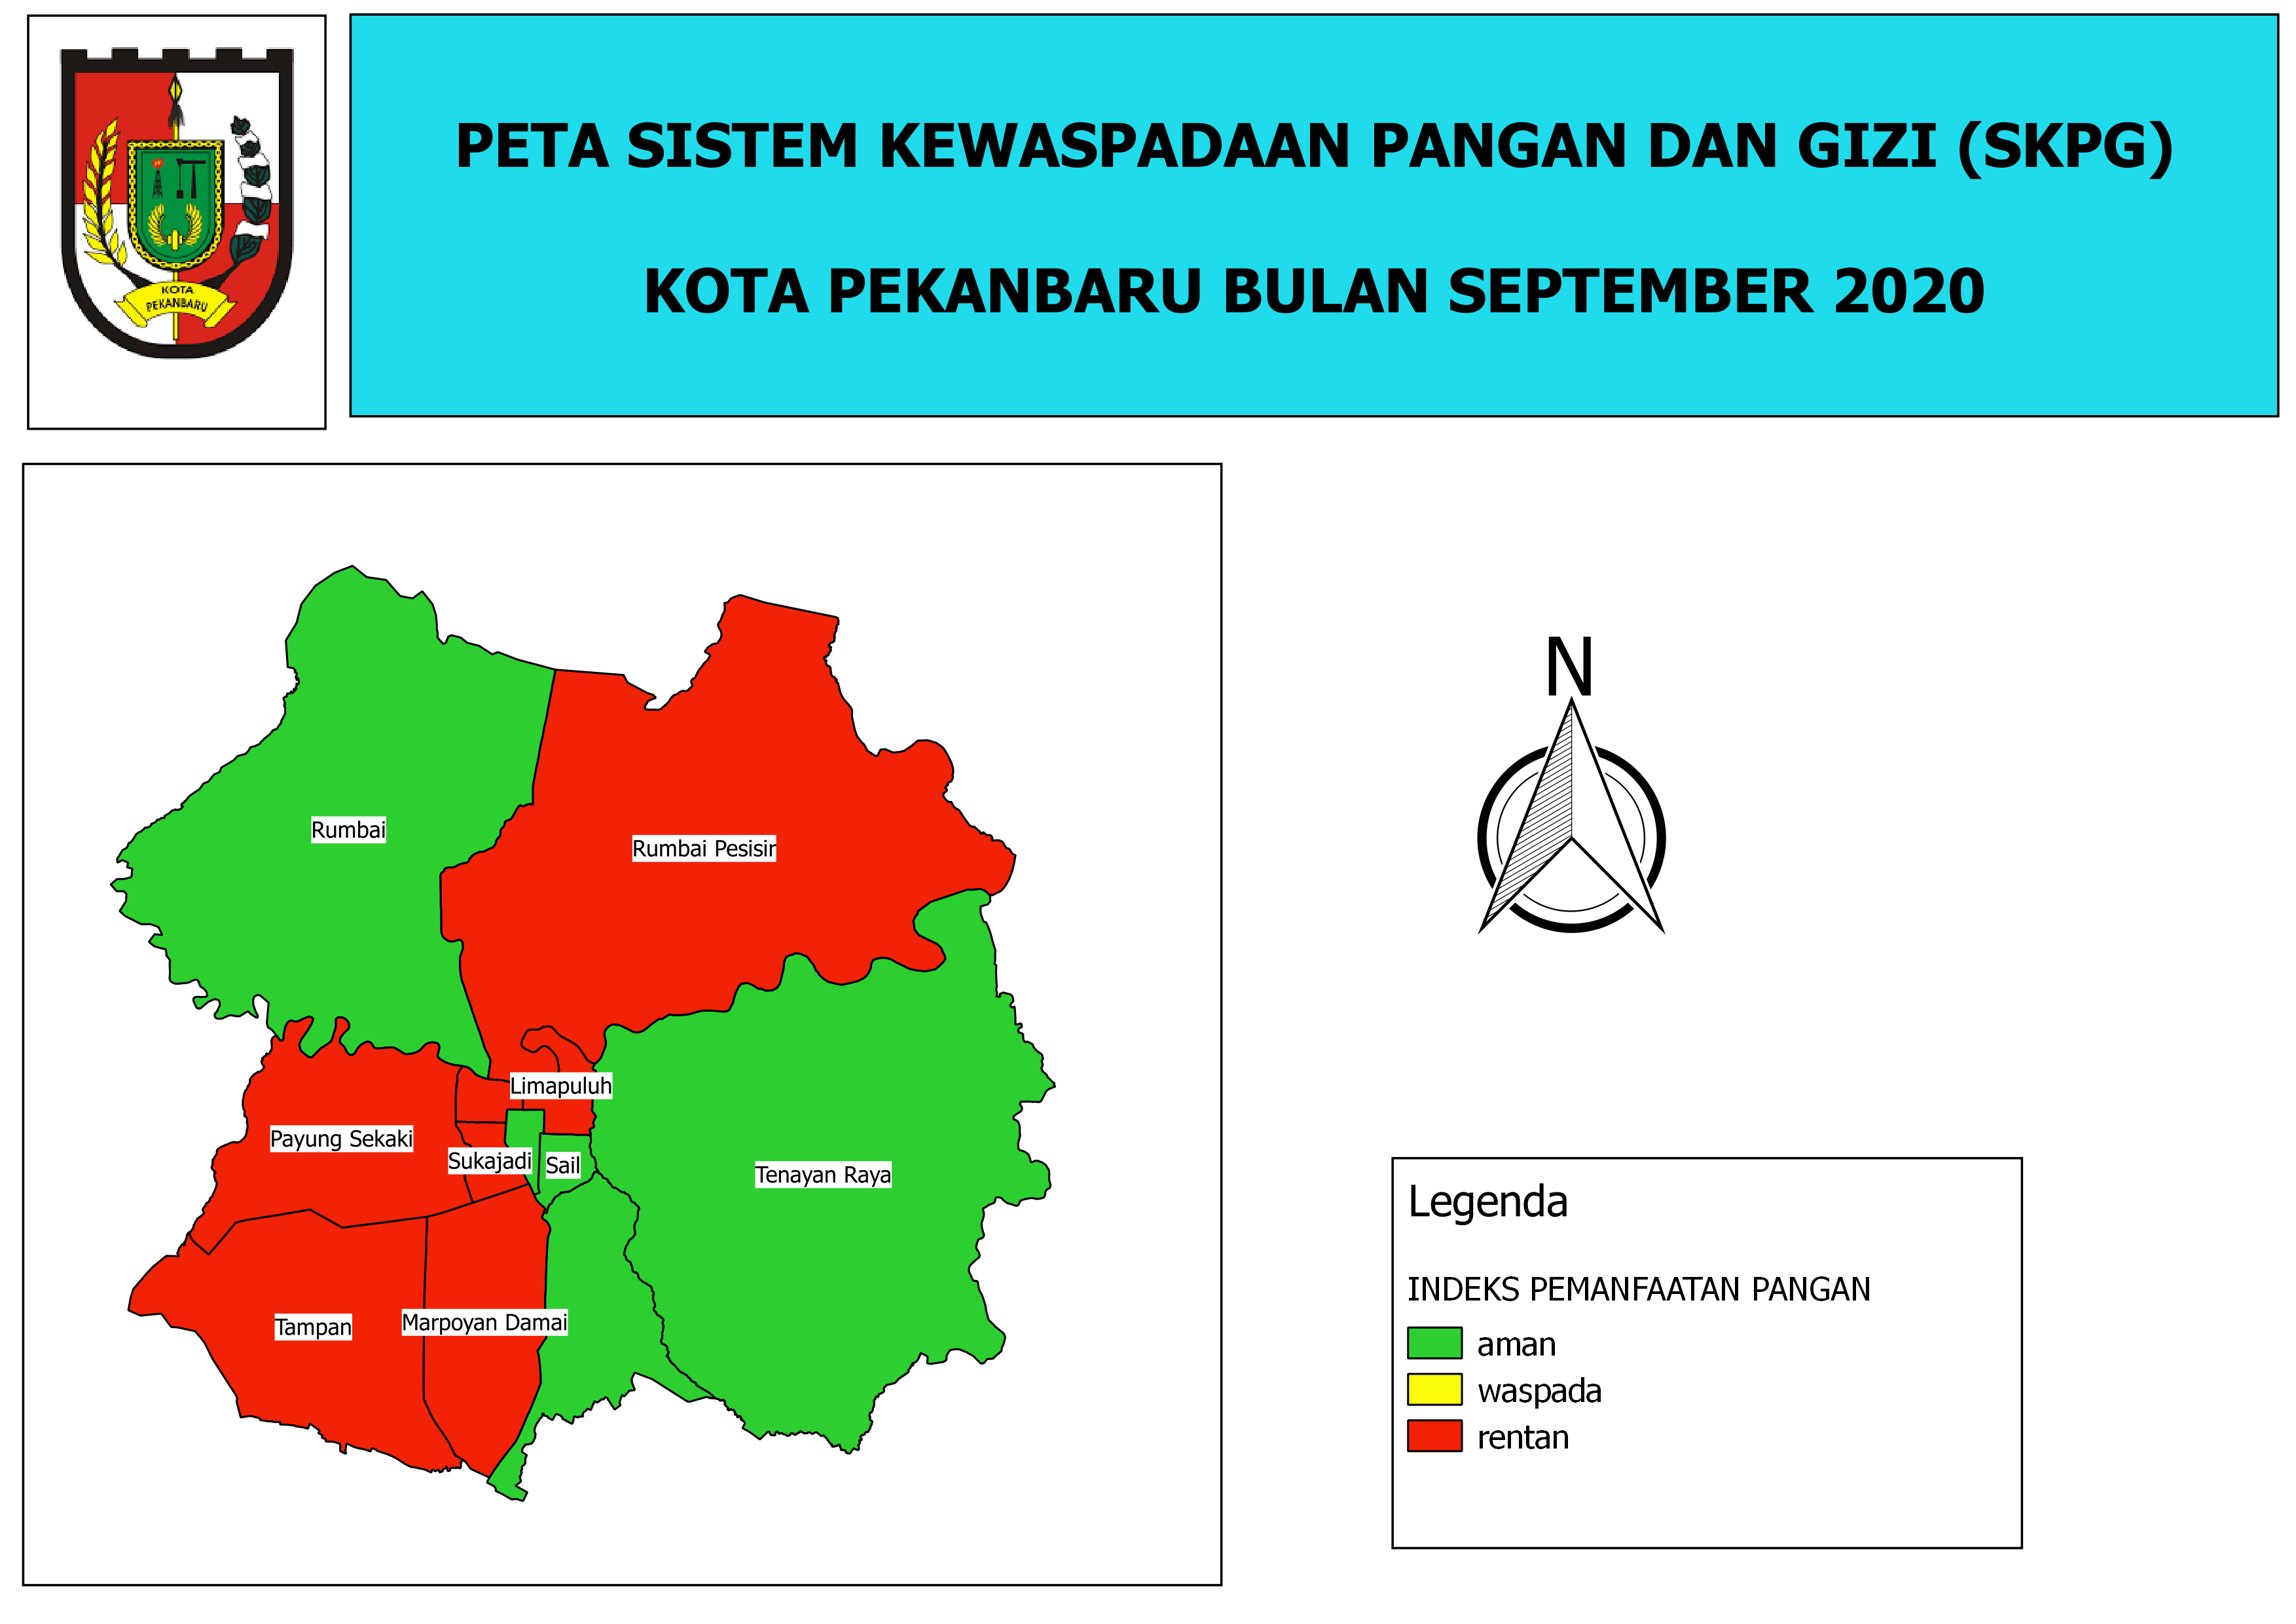 KOTA
PEKANBARU
PETA SISTEM KEWASPADAAN PANGAN DAN GIZI (SKPG)
KOTA PEKANBARU BULAN SEPTEMBER 2020
Rumbai
Rumbai Pesisir
Limapuluh
Payung Sekaki
Sukajadi
Sail
Tenayan Raya
Tampan
Marpoyan Damai
N
Legenda
INDEKS PEMANFAATAN PANGAN
aman
waspada
rentan